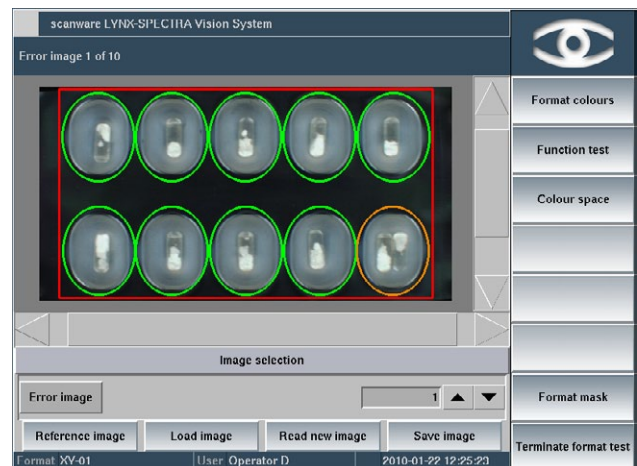 scanware LYNX-SPECTRA Vision System
Error image 1 of 10
Format colours
Function test
Colour space
Image selection
Error image
1
Format mask
Reference image
Load image
Read new image
Save image
Terminate format test
Format XV-01
User Operator D
2010-01-22 12:25:23